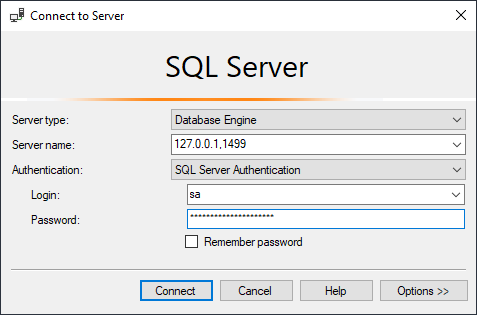 Connect to Server
SQL Server
Server type: Database Engine
Server name: 127.0.0.1,1499
Authentication: SQL Server Authentication
Login: sa
Password: *********************
Remember password
Connect Cancel Help Options >>